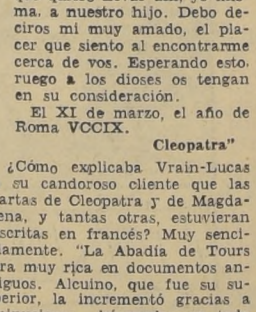 ma, a nuestro hijo. Debo de-
ciros mi muy amado, el pla-
cer que siento al encontrarme
cerca de vos. Esperando esto,
ruego a los dioses os tengan
en su consideración.
El XI de marzo, el año de
Roma VCCIX.
Cleopatra"
¿Cómo explicaba Vrain-Lucas
su candoroso cliente que las
artas de Cleopatra y de Magda-
ena, y tantas otras, estuvieran
scritas en francés? Muy senci-
lamente. "La Abadía de Tours
ra muy rica en documentos an-
iguos. Alcuino, que fue su su-
erior, la incrementó gracias a